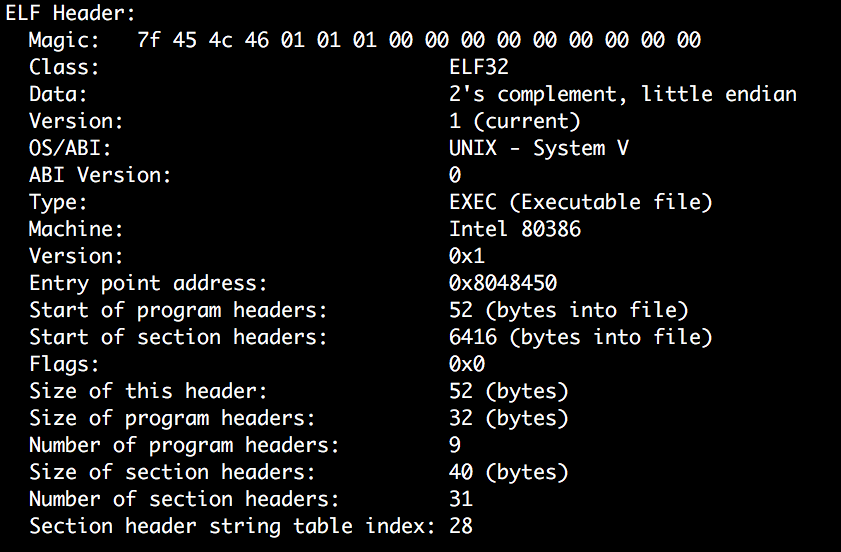 ELF Header:
  Magic:   7f 45 4c 46 01 01 01 00 00 00 00 00 00 00 00 00
  Class:                             ELF32
  Data:                              2's complement, little endian
  Version:                           1 (current)
  OS/ABI:                            UNIX - System V
  ABI Version:                       0
  Type:                              EXEC (Executable file)
  Machine:                           Intel 80386
  Version:                           0x1
  Entry point address:               0x8048450
  Start of program headers:          52 (bytes into file)
  Start of section headers:          6416 (bytes into file)
  Flags:                             0x0
  Size of this header:               52 (bytes)
  Size of program headers:           32 (bytes)
  Number of program headers:         9
  Size of section headers:           40 (bytes)
  Number of section headers:         31
  Section header string table index: 28